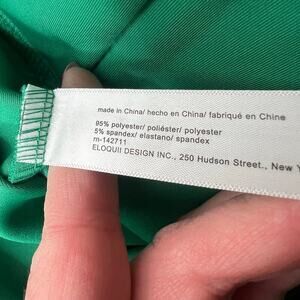 made in China/ hecho en China/ fabriqué en Chine
95% polyester/ poliéster/ polyester
5% spandex/ elastano/ spandex
rn-142711
ELOQUII DESIGN INC., 250 Hudson Street., New Y